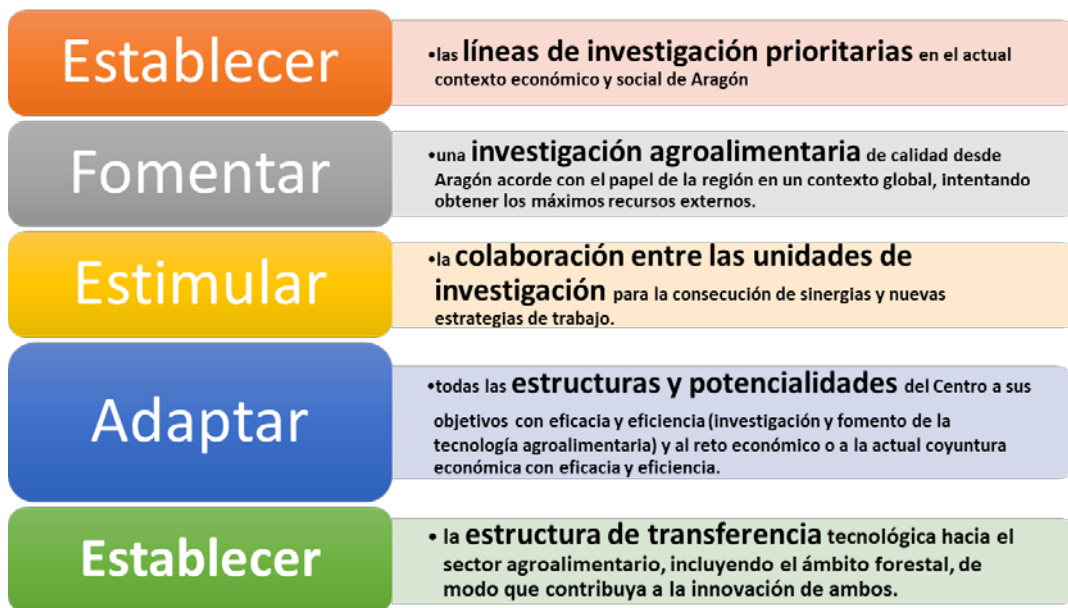 Establecer
•las líneas de investigación prioritarias en el actual
contexto económico y social de Aragón
Fomentar
•una investigación agroalimentaria de calidad desde
Aragón acorde con el papel de la región en un contexto global, intentando
obtener los máximos recursos externos.
Estimular
•la colaboración entre las unidades de
investigación para la consecución de sinergias y nuevas
estrategias de trabajo.
Adaptar
•todas las estructuras y potencialidades del Centro a sus
objetivos con eficacia y eficiencia (investigación y fomento de la
tecnología agroalimentaria) y al reto económico o a la actual coyuntura
económica con eficacia y eficiencia.
Establecer
• la estructura de transferencia tecnológica hacia el
sector agroalimentario, incluyendo el ámbito forestal, de
modo que contribuya a la innovación de ambos.